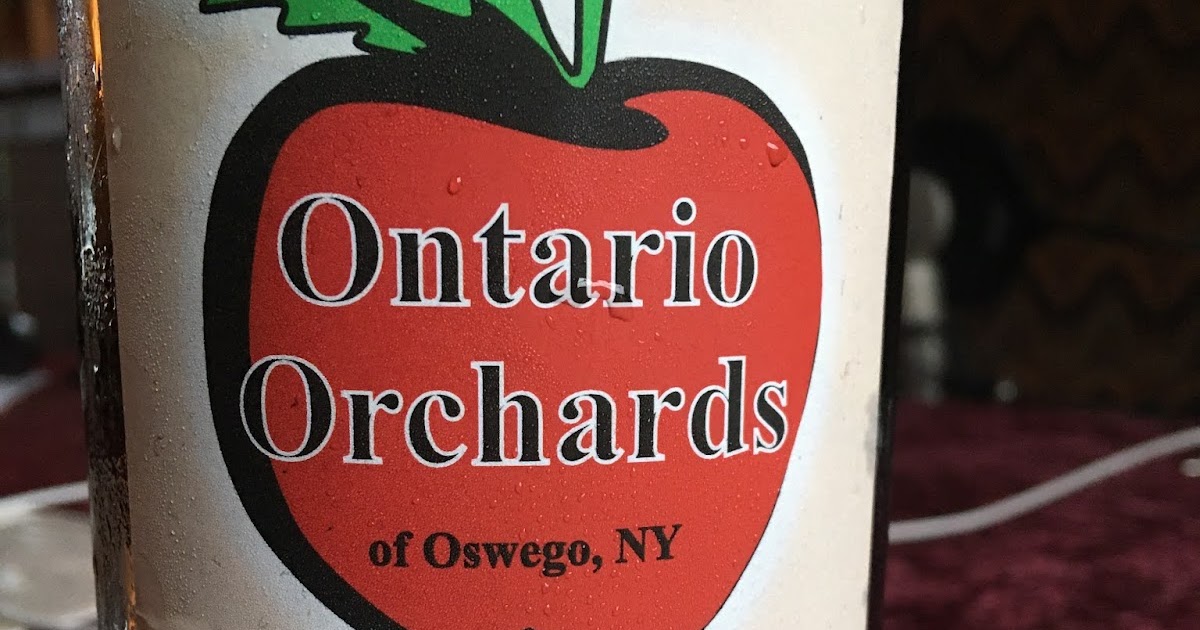 Ontario
Orchards
of Oswego, NY